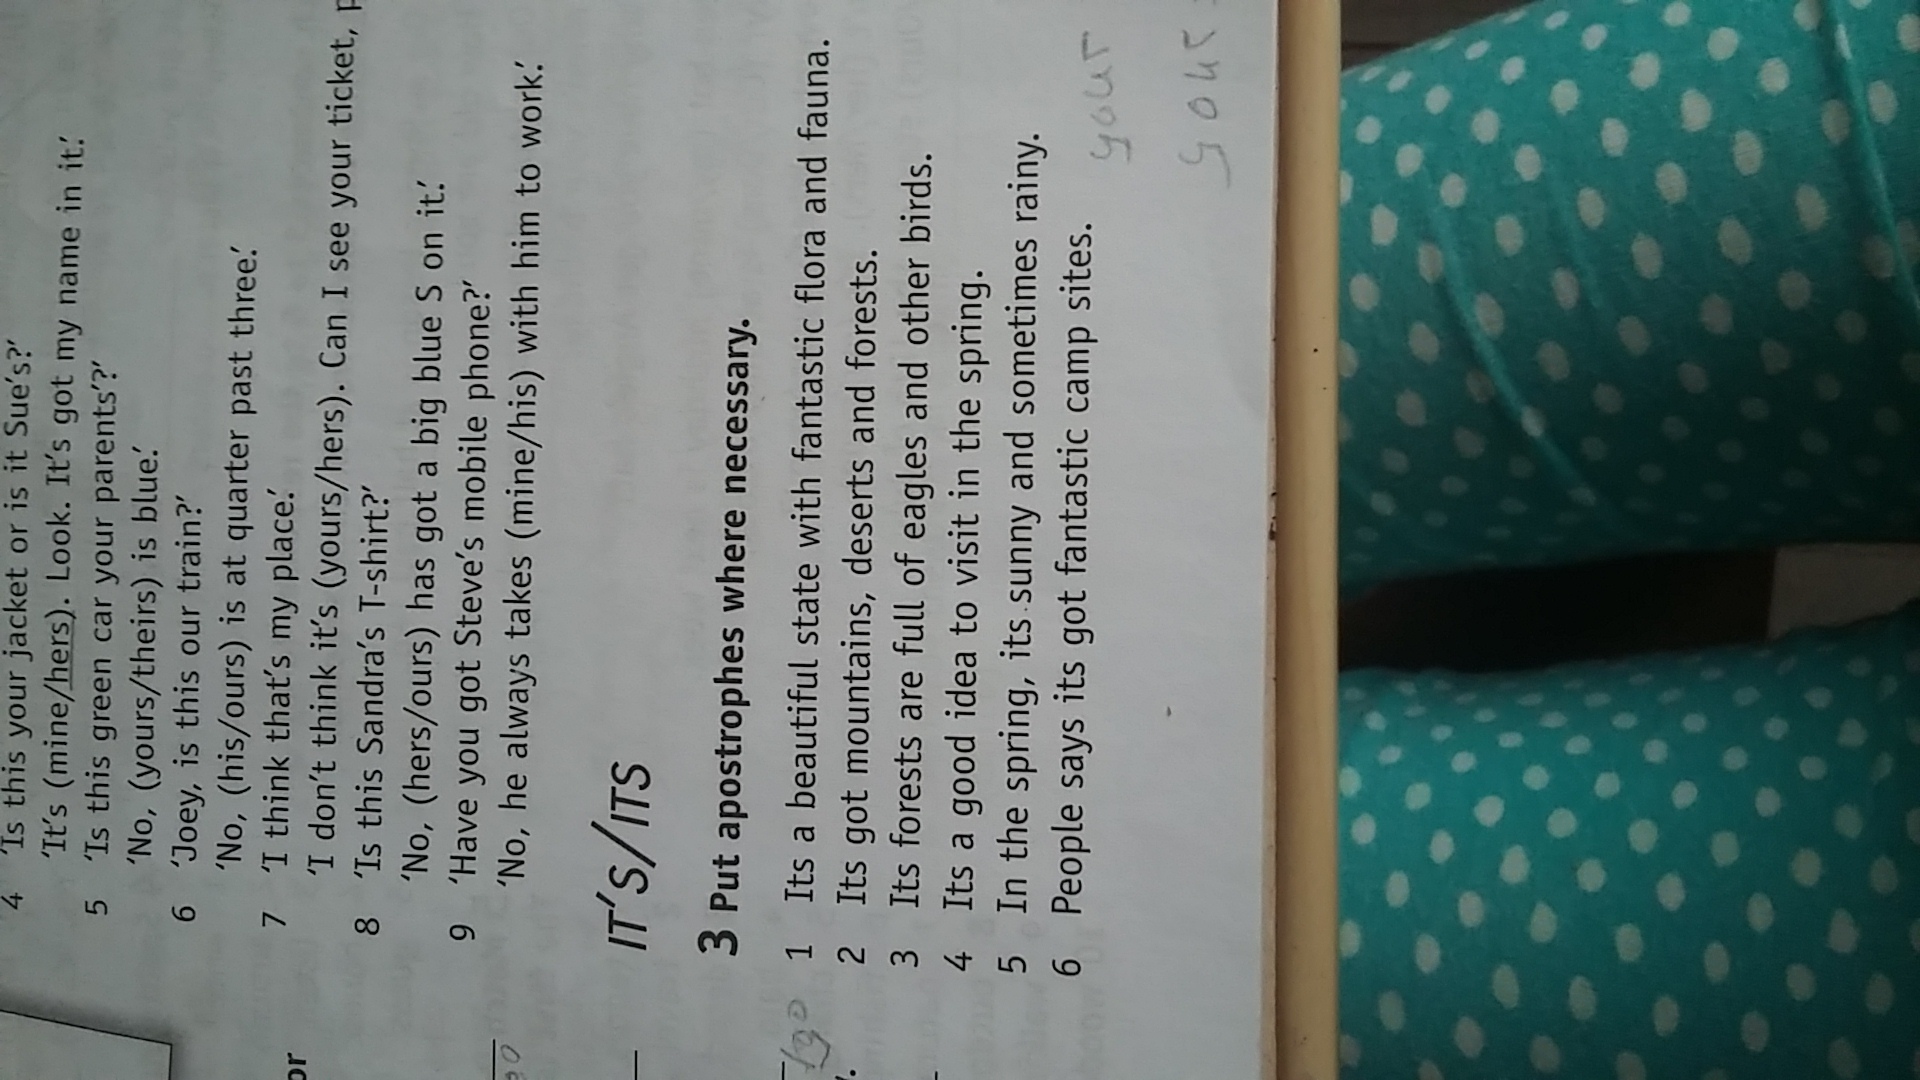 4 'Is this your jacket or is it Sue's?'
'It's (mine/hers). Look. It's got my name in it.'
5 'Is this green car your parents'?'
'No, (yours/theirs) is blue.'
6 'Joey, is this our train?'
'No, (his/ours) is at quarter past three.'
7 'I think that's my place.'
'I don't think it's (yours/hers). Can I see your ticket,
8 'Is this Sandra's T-shirt?'
'No, (hers/ours) has got a big blue S on it.'
9 'Have you got Steve's mobile phone?'
'No, he always takes (mine/his) with him to work.'
IT'S/ITS
3 Put apostrophes where necessary.
1 Its a beautiful state with fantastic flora and fauna.
2 Its got mountains, deserts and forests.
3 Its forests are full of eagles and other birds.
4 Its a good idea to visit in the spring.
5 In the spring, its sunny and sometimes rainy.
6 People says its got fantastic camp sites.
your
your
or